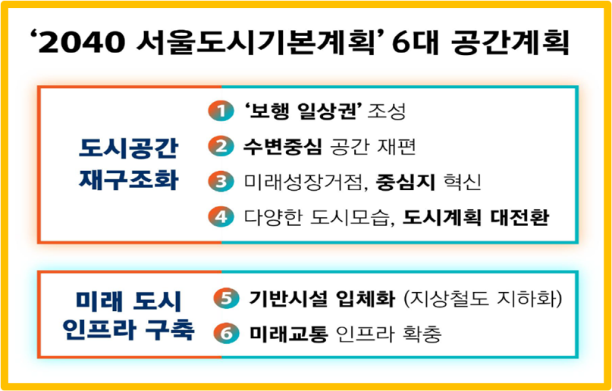 ‘2040 서울도시기본계획’ 6대 공간계획
도시공간
재구조화
1 ‘보행 일상권’ 조성
2 수변중심 공간 재편
3 미래성장거점, 중심지 혁신
4 다양한 도시모습, 도시계획 대전환
미래 도시
인프라 구축
5 기반시설 입체화 (지상철도 지하화)
6 미래교통 인프라 확충